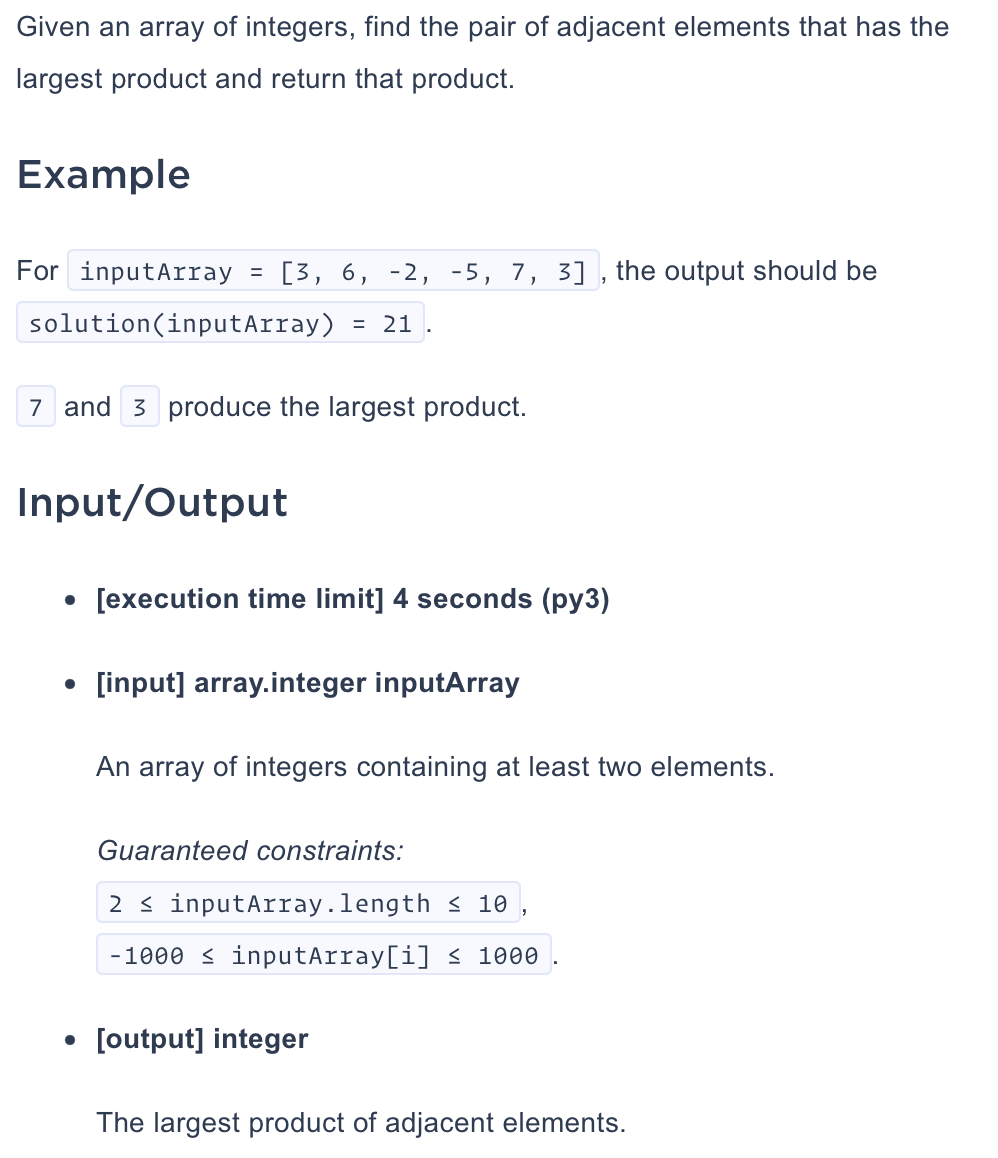 Given an array of integers, find the pair of adjacent elements that has the
largest product and return that product.
Example
For inputArray = [3, 6, -2, -5, 7, 3], the output should be
solution(inputArray) = 21.
7 and 3 produce the largest product.
Input/Output
• [execution time limit] 4 seconds (py3)
• [input] array.integer inputArray
An array of integers containing at least two elements.
Guaranteed constraints:
2 ≤ inputArray.length ≤ 10,
-1000 ≤ inputArray[i] ≤ 1000.
• [output] integer
The largest product of adjacent elements.